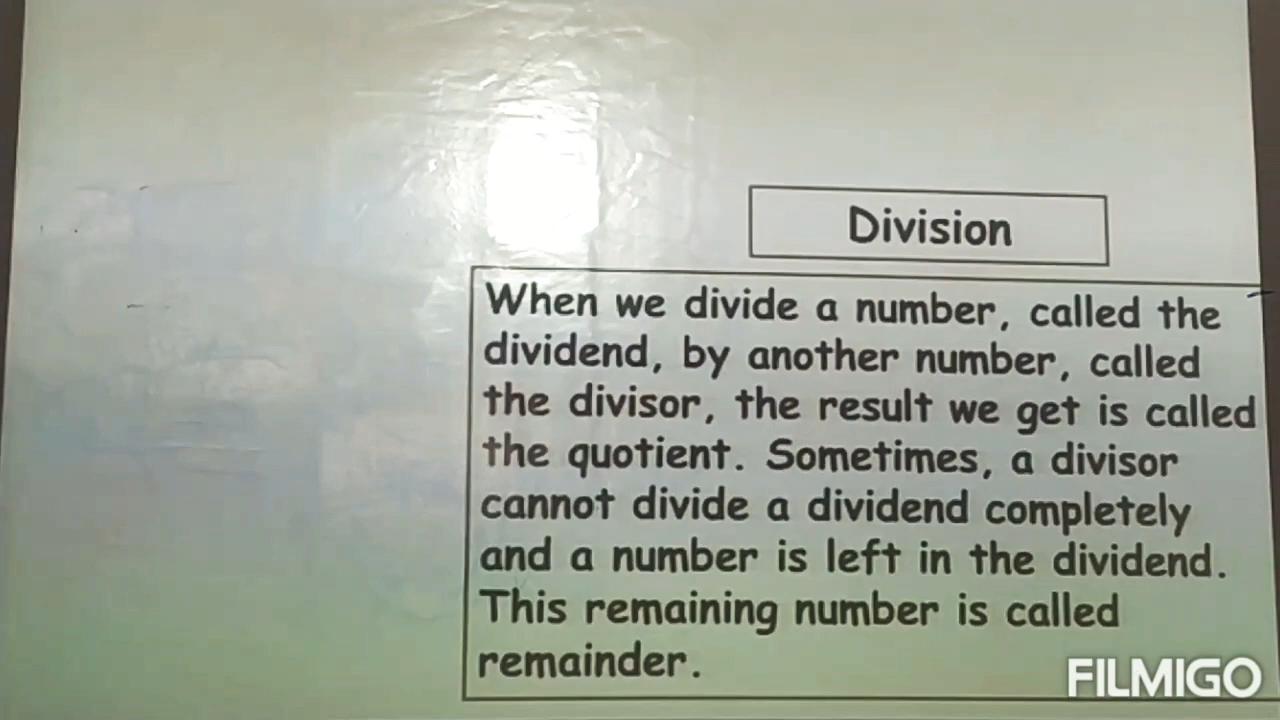 Division
When we divide a number, called the
dividend, by another number, called
the divisor, the result we get is called
the quotient. Sometimes, a divisor
cannot divide a dividend completely
and a number is left in the dividend.
This remaining number is called
remainder.
FILMIGO